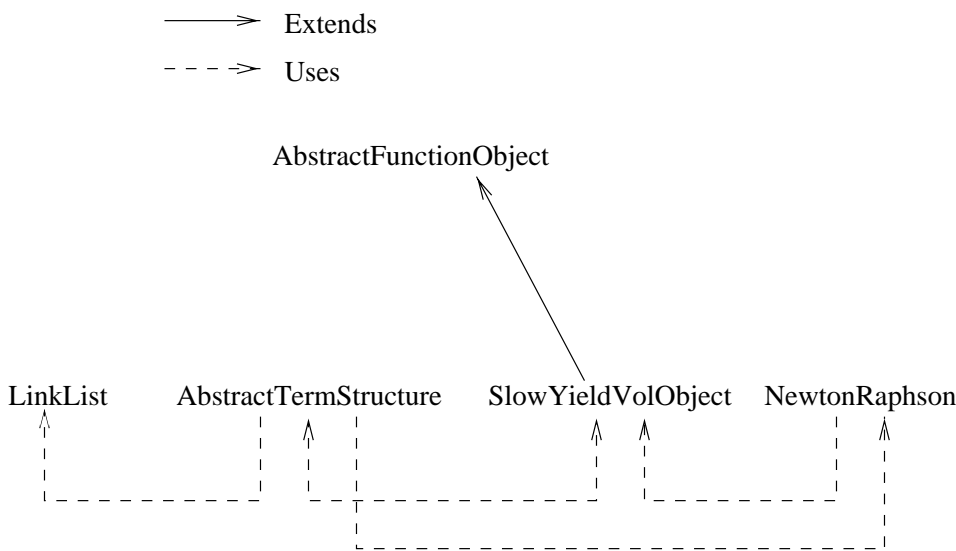 Extends
Uses
AbstractFunctionObject
LinkList AbstractTermStructure SlowYieldVolObject NewtonRaphson